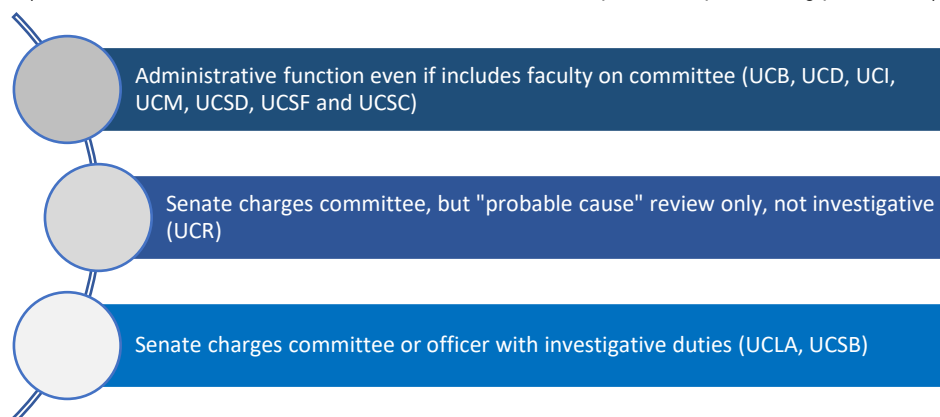 Administrative function even if includes faculty on committee (UCB, UCD, UCI,
UCM, UCSD, UCSF and UCSC)
Senate charges committee, but "probable cause" review only, not investigative
(UCR)
Senate charges committee or officer with investigative duties (UCLA, UCSB)